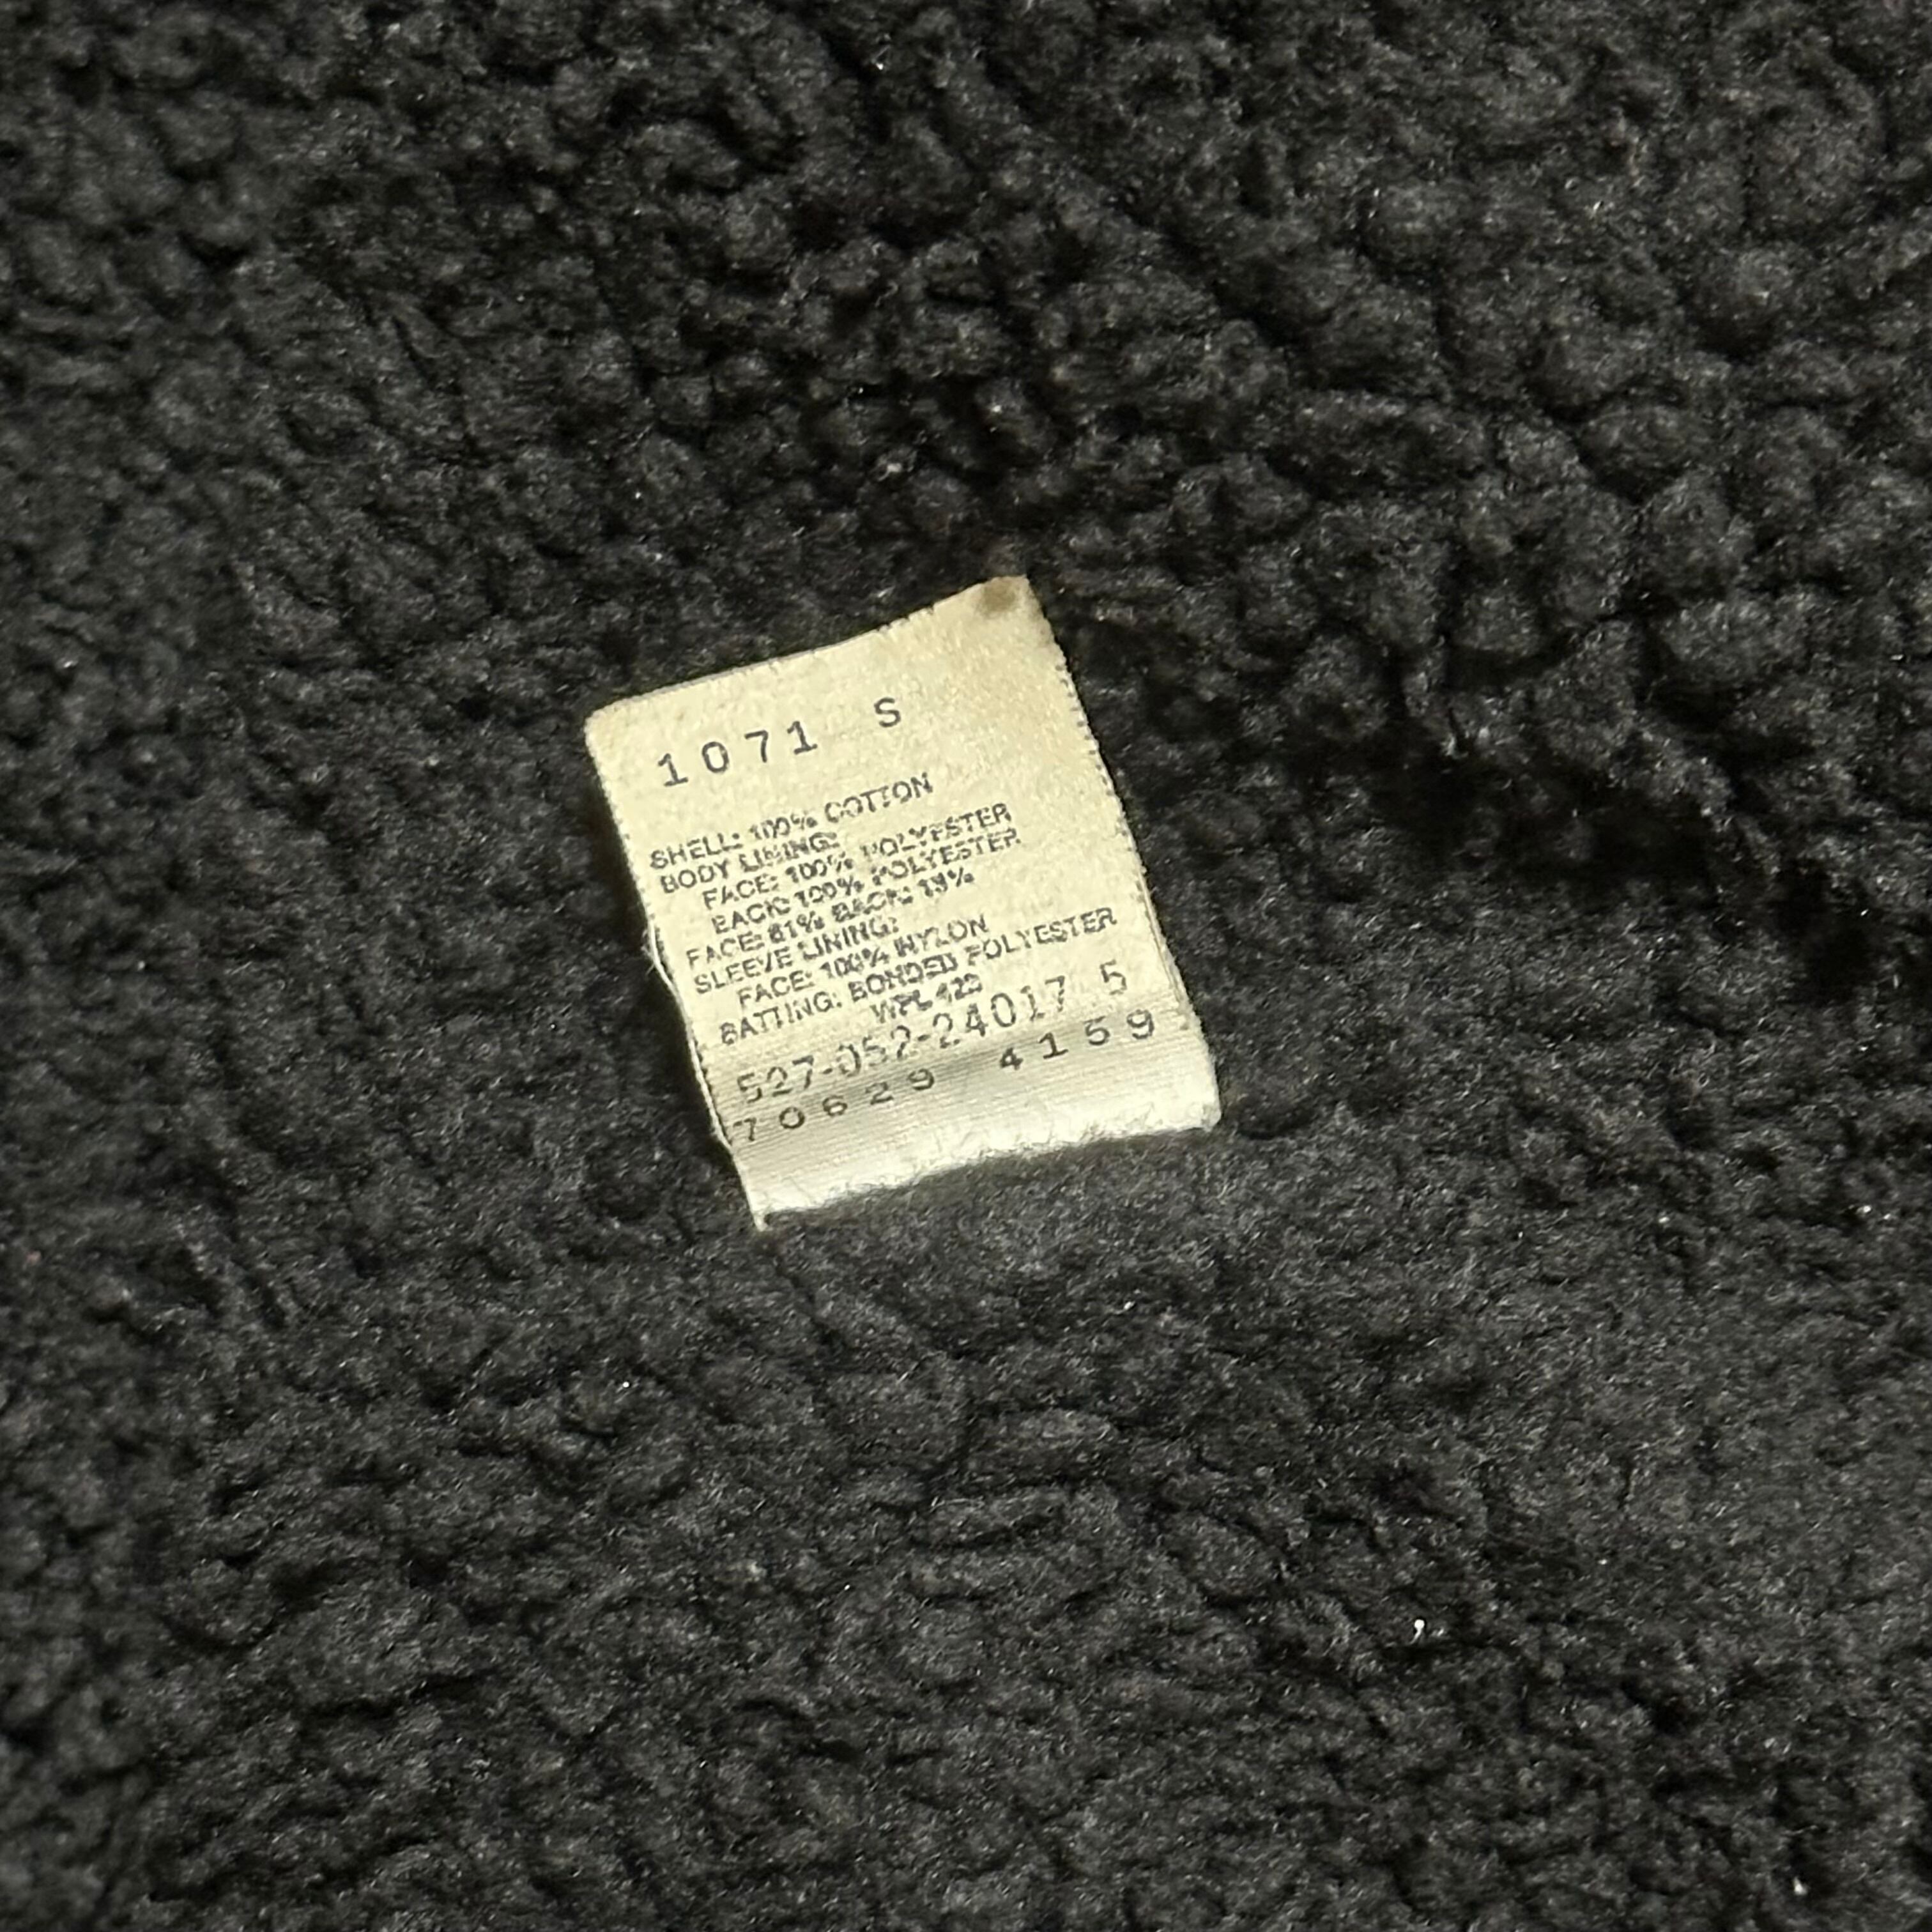 1071 S
SHELL: 100% COTTON
BODY LINING:
FACE: 100% POLYESTER
BACK: 100% POLYESTER
FACE: 81% BACK: 19%
SLEEVE LINING:
FACE: 100% NYLON
BATTING: BONDED POLYESTER
WPL 423
527-052-24017 5
70629 4159